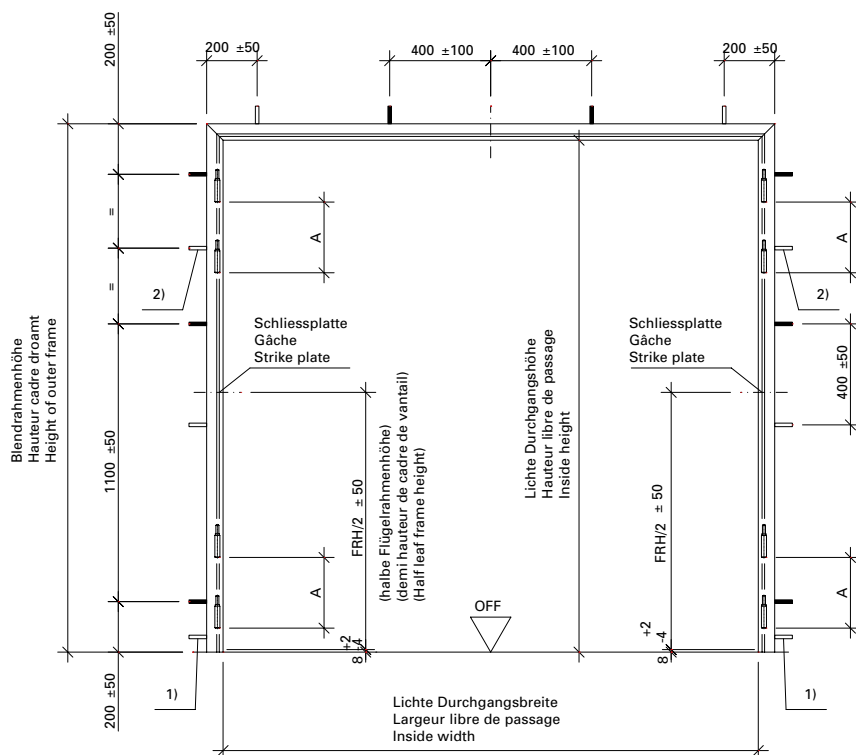 200 ±50
200 ±50
400 ±100
400 ±100
200 ±50
=
A
A
2)
2)
=
Schliessplatte
Gâche
Strike plate
Schliessplatte
Gâche
Strike plate
Blendrahmenhöhe
Hauteur cadre droamt
Height of outer frame
Lichte Durchgangshöhe
Hauteur libre de passage
Inside height
400 ±50
1100 ±50
FRH/2 ± 50
(halbe Flügelrahmenhöhe)
(demi hauteur de cadre de vantail)
(Half leaf frame height)
FRH/2 ± 50
A
A
OFF
8 +2 -4
8 +2 -4
200 ±50
1)
1)
Lichte Durchgangsbreite
Largeur libre de passage
Inside width